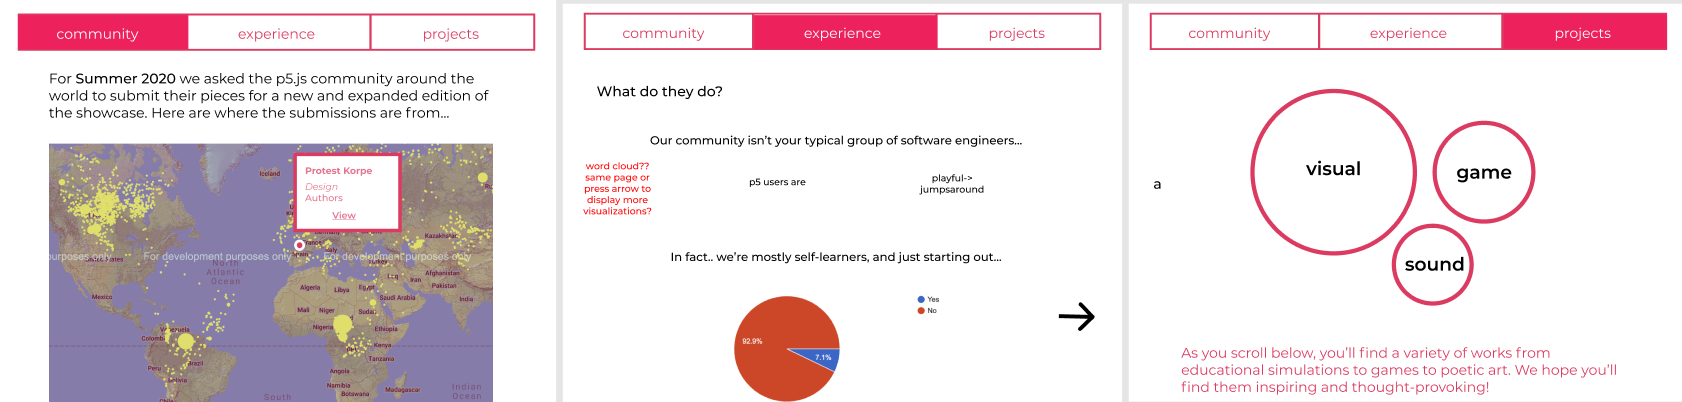 community
experience
projects
For Summer 2020 we asked the p5.js community around the
world to submit their pieces for a new and expanded edition of
the showcase. Here are where the submissions are from...
Iceland
Protest Korpe
Design
Authors
View
France
Italy
Spain
Kazakhstan
urposes only
For development purposes only
For development purposes only
North
Atlantic
Ocean
Mexico
Algeria
Libya
Egypt
Iraq
Iran
Afghanistan
Pakistan
Saudi Arabia
India
Mali
Niger
Sudan
Nigeria
Ethiopia
Venezuela
Colombia
Kenya
Tanzania
Brazil
Peru
Bolivia
Angola
Namibia
Botswana
Madagascar
Indian
Ocean
South
Chile
community
experience
projects
What do they do?
Our community isn't your typical group of software engineers...
word cloud??
same page or
press arrow to
display more
visualizations?
p5 users are
playful->
jumpsaround
In fact.. we're mostly self-learners, and just starting out...
Yes
No
92.9%
7.1%
community
experience
projects
a
visual
game
sound
As you scroll below, you'll find a variety of works from
educational simulations to games to poetic art. We hope you'll
find them inspiring and thought-provoking!